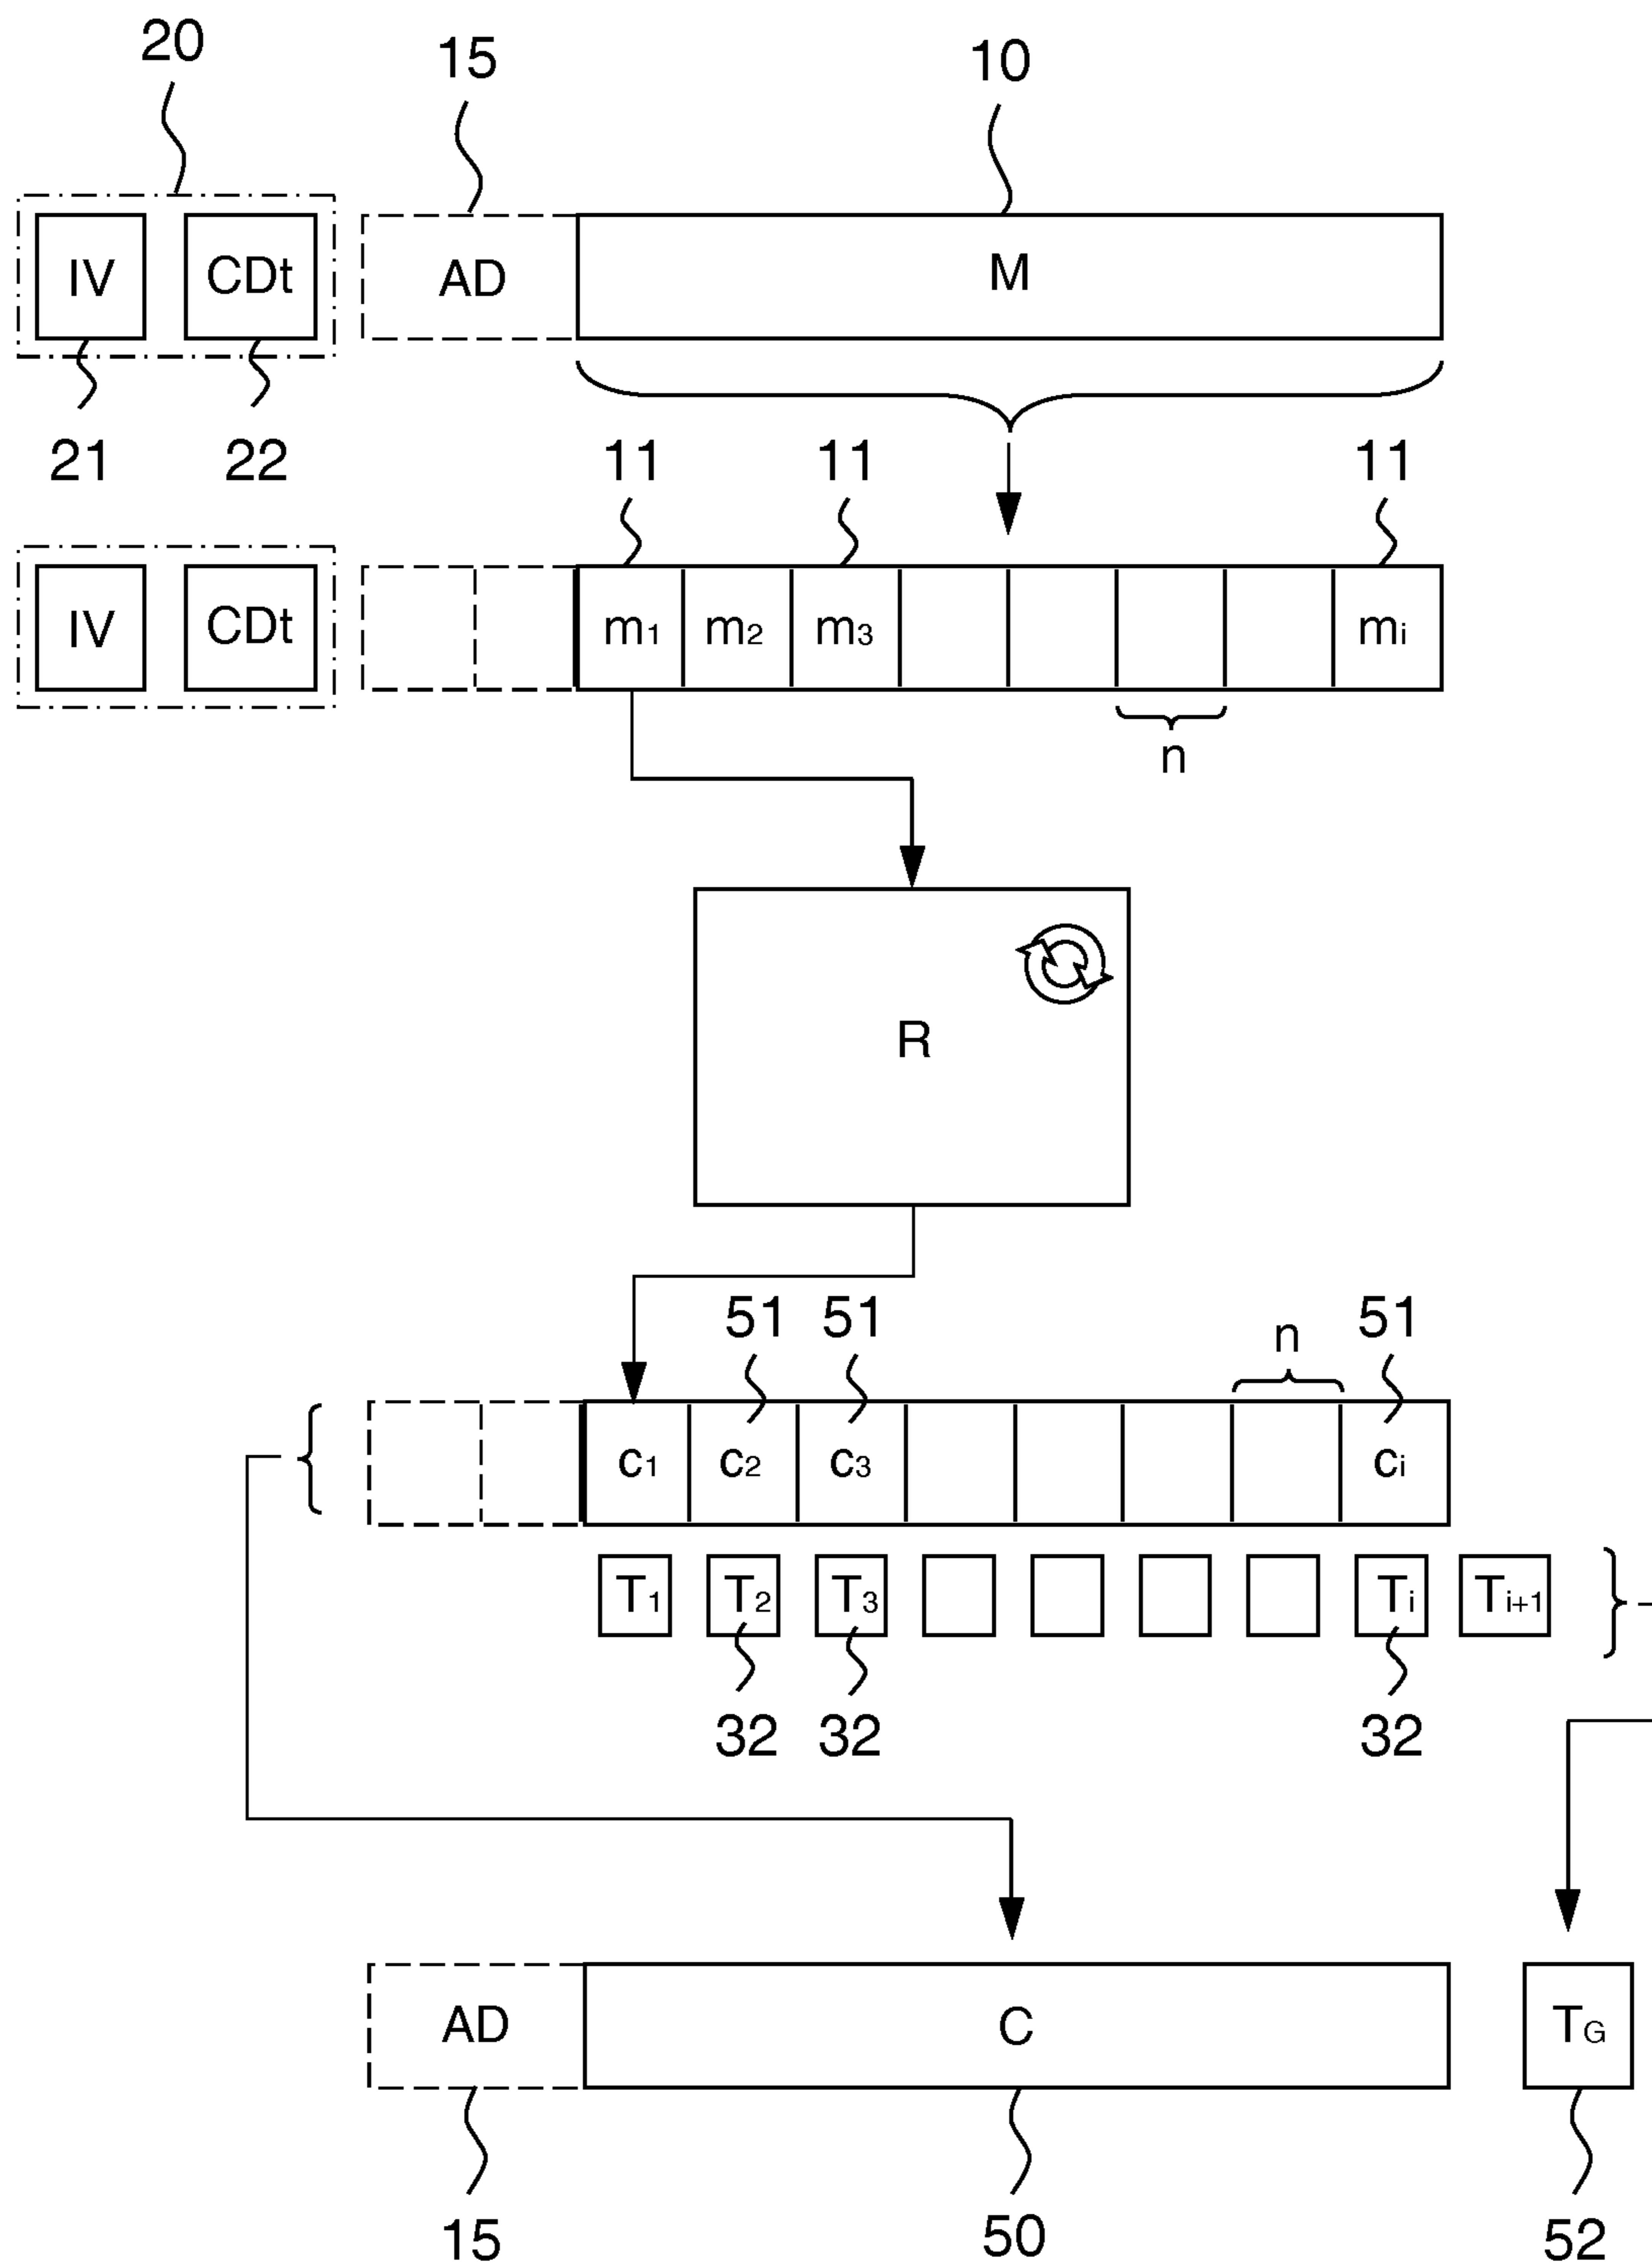 20 15 10
IV CDt AD M
21 22 11 11 11
IV CDt m1 m2 m3 mi
n
R
51 51 n 51
c1 c2 c3 ci
T1 T2 T3 Ti Ti+1
32 32 32
AD C TG
15 50 52